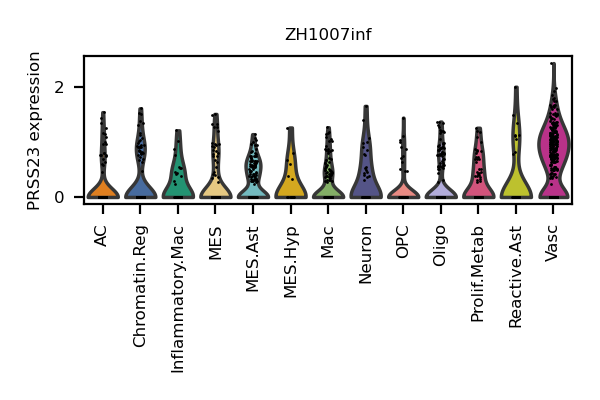 ZH1007inf
PRSS23 expression
2
0
AC
Chromatin.Reg
Inflammatory.Mac
MES
MES.Ast
MES.Hyp
Mac
Neuron
OPC
Oligo
Prolif.Metab
Reactive.Ast
Vasc